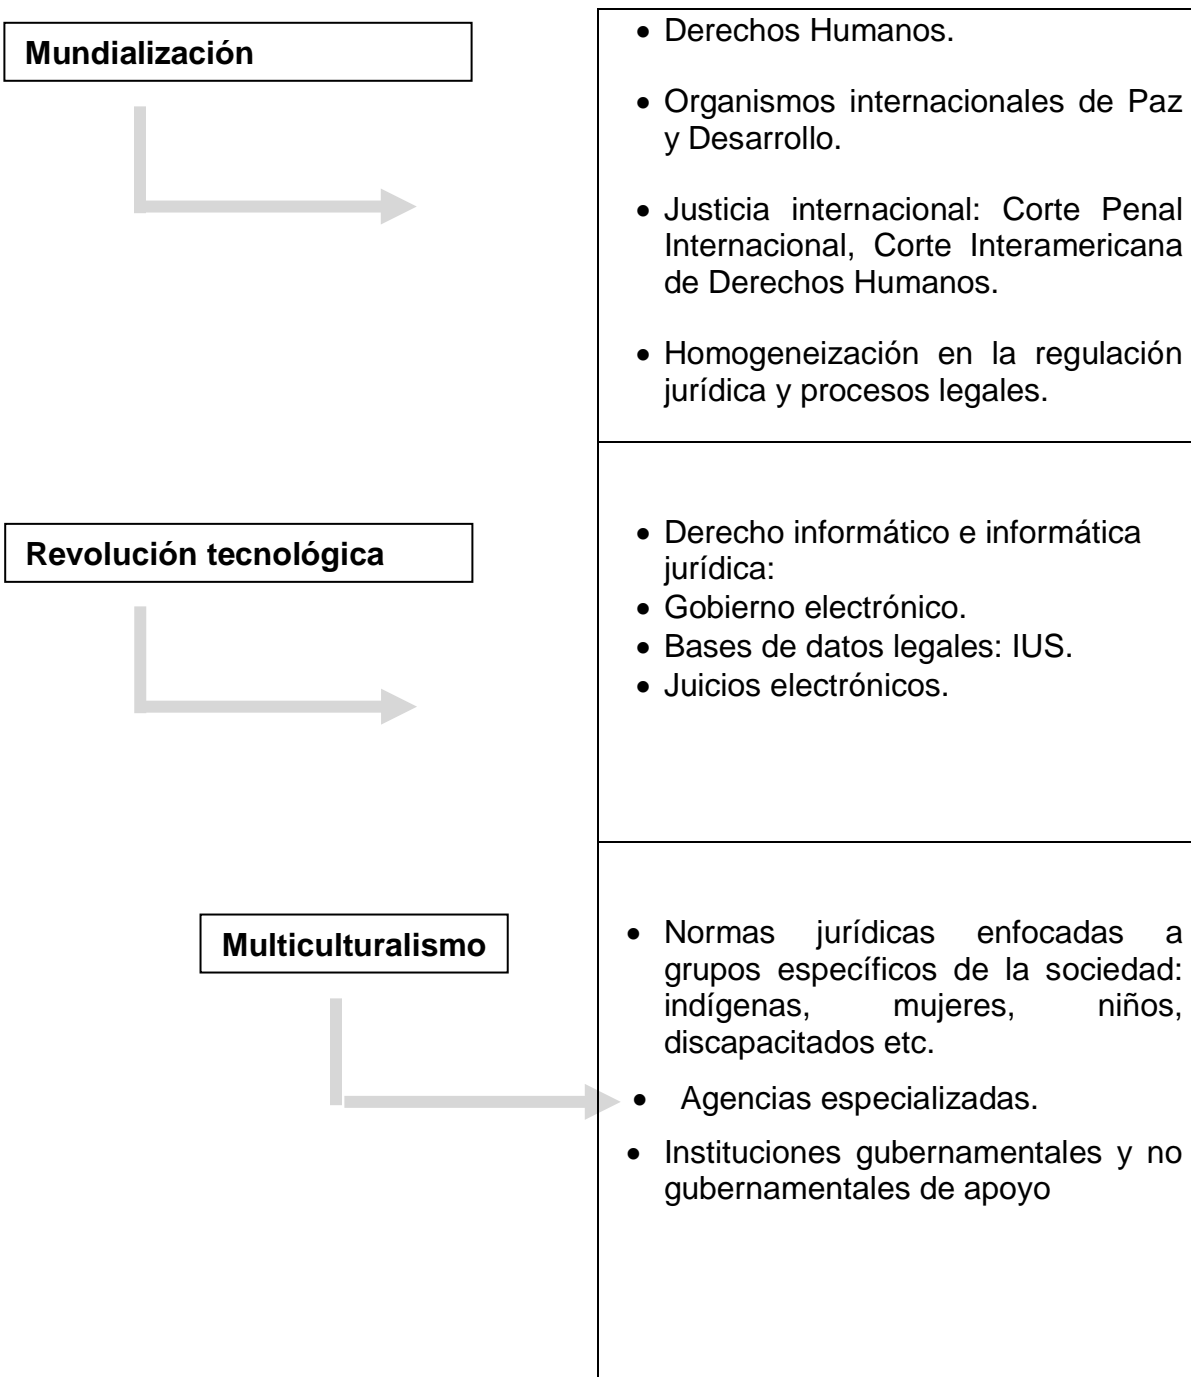 Mundialización
• Derechos Humanos.
• Organismos internacionales de Paz
y Desarrollo.
• Justicia internacional: Corte Penal
Internacional, Corte Interamericana
de Derechos Humanos.
• Homogeneización en la regulación
jurídica y procesos legales.
Revolución tecnológica
• Derecho informático e informática
jurídica:
• Gobierno electrónico.
• Bases de datos legales: IUS.
• Juicios electrónicos.
Multiculturalismo
• Normas jurídicas enfocadas a
grupos específicos de la sociedad:
indígenas, mujeres, niños,
discapacitados etc.
• Agencias especializadas.
• Instituciones gubernamentales y no
gubernamentales de apoyo